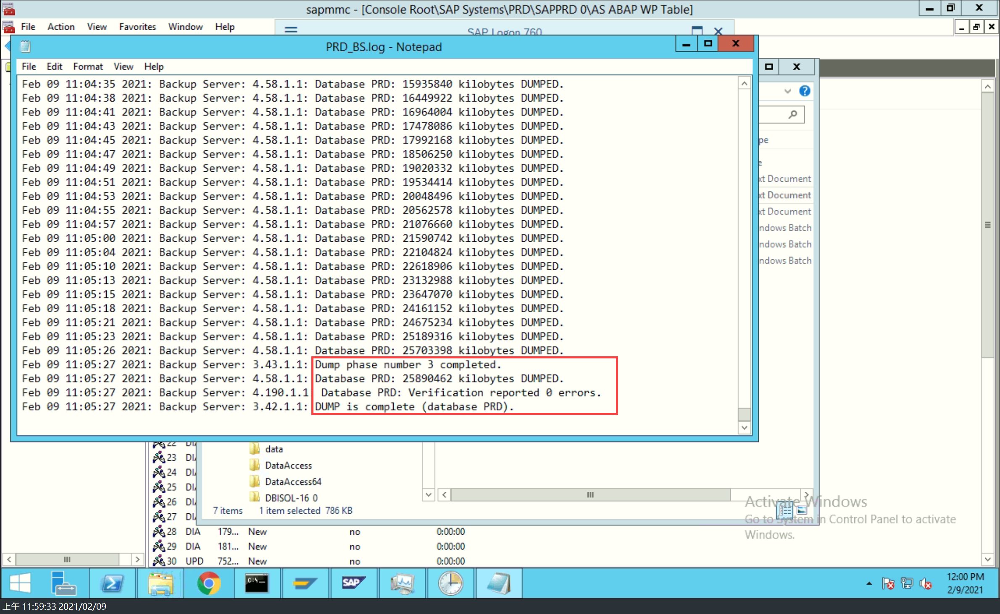 sapmmc - [Console Root\SAP Systems\PRD\SAPPRD 0\AS ABAP WP Table]
File Action View Favorites Window Help
SAP Logon 760
PRD_BS.log - Notepad
File Edit Format View Help
Feb 09 11:04:35 2021: Backup Server: 4.58.1.1: Database PRD: 15935840 kilobytes DUMPED.
Feb 09 11:04:38 2021: Backup Server: 4.58.1.1: Database PRD: 16449922 kilobytes DUMPED.
Feb 09 11:04:41 2021: Backup Server: 4.58.1.1: Database PRD: 16964004 kilobytes DUMPED.
Feb 09 11:04:43 2021: Backup Server: 4.58.1.1: Database PRD: 17478086 kilobytes DUMPED.
Feb 09 11:04:45 2021: Backup Server: 4.58.1.1: Database PRD: 17992168 kilobytes DUMPED.
Feb 09 11:04:47 2021: Backup Server: 4.58.1.1: Database PRD: 18506250 kilobytes DUMPED.
Feb 09 11:04:49 2021: Backup Server: 4.58.1.1: Database PRD: 19020332 kilobytes DUMPED.
Feb 09 11:04:51 2021: Backup Server: 4.58.1.1: Database PRD: 19534414 kilobytes DUMPED.
Feb 09 11:04:53 2021: Backup Server: 4.58.1.1: Database PRD: 20048496 kilobytes DUMPED.
Feb 09 11:04:55 2021: Backup Server: 4.58.1.1: Database PRD: 20562578 kilobytes DUMPED.
Feb 09 11:04:57 2021: Backup Server: 4.58.1.1: Database PRD: 21076660 kilobytes DUMPED.
Feb 09 11:05:00 2021: Backup Server: 4.58.1.1: Database PRD: 21590742 kilobytes DUMPED.
Feb 09 11:05:04 2021: Backup Server: 4.58.1.1: Database PRD: 22104824 kilobytes DUMPED.
Feb 09 11:05:10 2021: Backup Server: 4.58.1.1: Database PRD: 22618906 kilobytes DUMPED.
Feb 09 11:05:13 2021: Backup Server: 4.58.1.1: Database PRD: 23132988 kilobytes DUMPED.
Feb 09 11:05:15 2021: Backup Server: 4.58.1.1: Database PRD: 23647070 kilobytes DUMPED.
Feb 09 11:05:18 2021: Backup Server: 4.58.1.1: Database PRD: 24161152 kilobytes DUMPED.
Feb 09 11:05:21 2021: Backup Server: 4.58.1.1: Database PRD: 24675234 kilobytes DUMPED.
Feb 09 11:05:23 2021: Backup Server: 4.58.1.1: Database PRD: 25189316 kilobytes DUMPED.
Feb 09 11:05:26 2021: Backup Server: 4.58.1.1: Database PRD: 25703398 kilobytes DUMPED.
Feb 09 11:05:27 2021: Backup Server: 3.43.1.1: Dump phase number 3 completed.
Feb 09 11:05:27 2021: Backup Server: 4.58.1.1: Database PRD: 25890462 kilobytes DUMPED.
Feb 09 11:05:27 2021: Backup Server: 4.190.1.1: Database PRD: Verification reported 0 errors.
Feb 09 11:05:27 2021: Backup Server: 3.42.1.1: DUMP is complete (database PRD).
pe
e
xt Document
xt Document
xt Document
ndows Batch
ndows Batch
ndows Batch
22 DI
23 DI
24 DI
25 DI
26 DI
27 DI
data
DataAccess
DataAccess64
DBISQL-16 0
7 items 1 item selected 786 KB
28 DIA 179... New no 0:00:00
29 DIA 181... New no 0:00:00
30 UPD 752... New no 0:00:00
Activate Windows
Go to System in Control Panel to activate
Windows.
C:\_
SAP
12:00 PM
2/9/2021
上午 11:59:33 2021/02/09